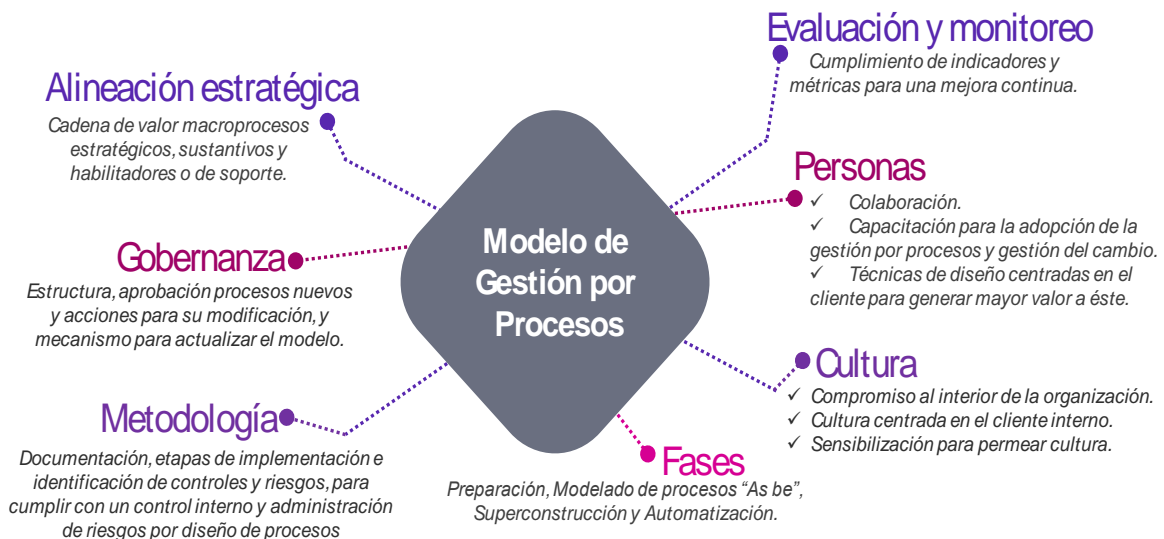 Evaluación y monitoreo
Cumplimiento de indicadores y
métricas para una mejora continua.
Alineación estratégica
Cadena de valor macroprocesos
estratégicos, sustantivos y
habilitadores o de soporte.
Personas
✓ Colaboración.
✓ Capacitación para la adopción de la
gestión por procesos y gestión del cambio.
✓ Técnicas de diseño centradas en el
cliente para generar mayor valor a éste.
Modelo de
Gestión por
Procesos
Gobernanza
Estructura, aprobación procesos nuevos
y acciones para su modificación, y
mecanismo para actualizar el modelo.
Cultura
✓ Compromiso al interior de la organización.
✓ Cultura centrada en el cliente interno.
✓ Sensibilización para permear cultura.
Metodología
Documentación, etapas de implementación e
identificación de controles y riesgos, para
cumplir con un control interno y administración
de riesgos por diseño de procesos
Fases
Preparación, Modelado de procesos “As be”,
Superconstrucción y Automatización.